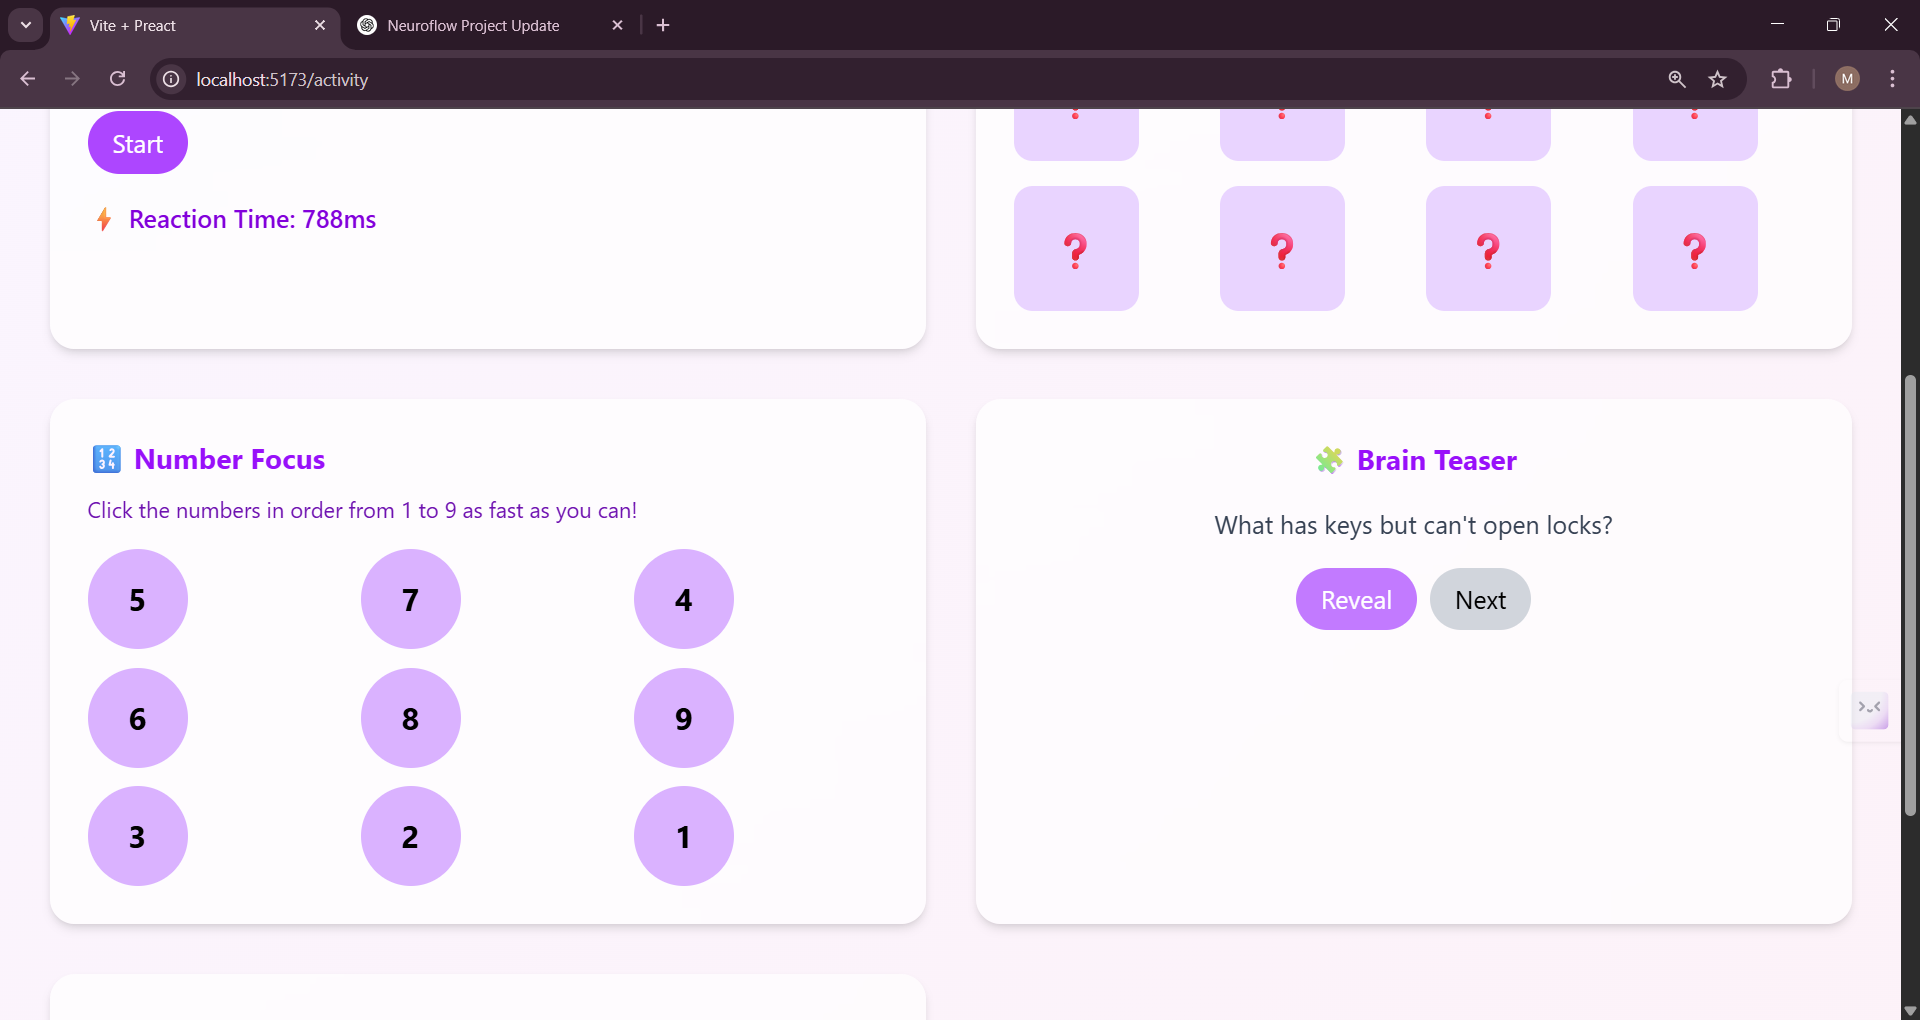 Vite + Preact
Neuroflow Project Update
localhost:5173/activity
M
Start
⚡ Reaction Time: 788ms
❓ ❓ ❓ ❓
🔢 Number Focus
Click the numbers in order from 1 to 9 as fast as you can!
5 7 4
6 8 9
3 2 1
🧩 Brain Teaser
What has keys but can't open locks?
Reveal
Next